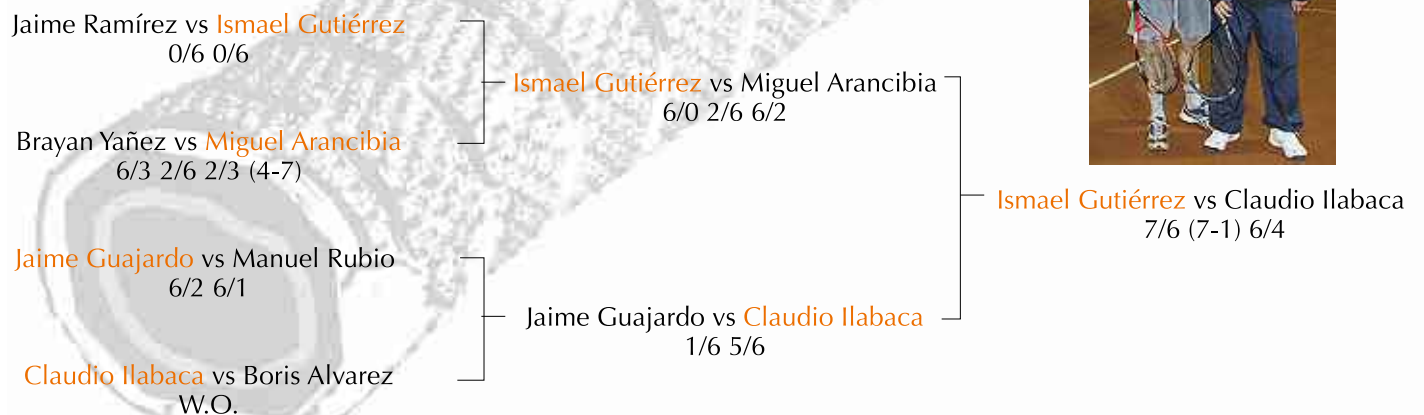 Jaime Ramírez vs Ismael Gutiérrez
0/6 0/6
Brayan Yañez vs Miguel Arancibia
6/3 2/6 2/3 (4-7)
Jaime Guajardo vs Manuel Rubio
6/2 6/1
Claudio Ilabaca vs Boris Alvarez
W.O.
Ismael Gutiérrez vs Miguel Arancibia
6/0 2/6 6/2
Jaime Guajardo vs Claudio Ilabaca
1/6 5/6
Ismael Gutiérrez vs Claudio Ilabaca
7/6 (7-1) 6/4